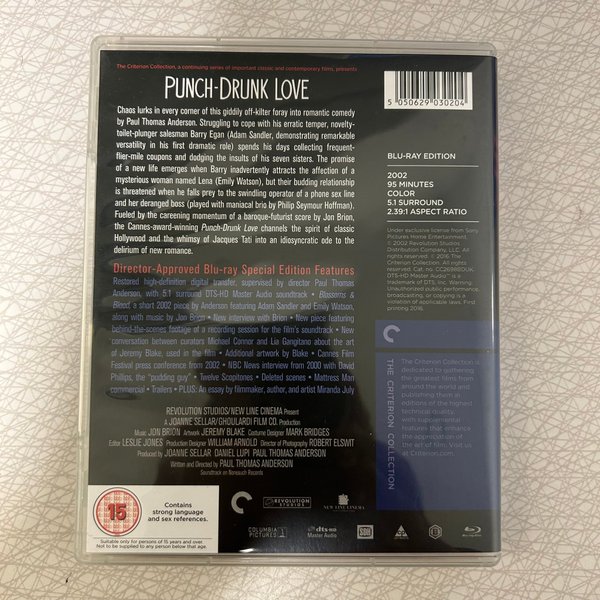 The Criterion Collection, a continuing series of important classic and contemporary films, presents
PUNCH-DRUNK LOVE
Chaos lurks in every corner of this giddily off-kilter foray into romantic comedy
by Paul Thomas Anderson. Struggling to cope with his erratic temper, novelty-
toilet-plunger salesman Barry Egan (Adam Sandler, demonstrating remarkable
versatility in his first dramatic role) spends his days collecting frequent-
flier-mile coupons and dodging the insults of his seven sisters. The promise
of a new life emerges when Barry inadvertently attracts the affection of a
mysterious woman named Lena (Emily Watson), but their budding relationship
is threatened when he falls prey to the swindling operator of a phone sex line
and her deranged boss (played with maniacal brio by Philip Seymour Hoffman).
Fueled by the careening momentum of a baroque-futurist score by Jon Brion,
the Cannes-award-winning Punch-Drunk Love channels the spirit of classic
Hollywood and the whimsy of Jacques Tati into an idiosyncratic ode to the
delirium of new romance.
Director-Approved Blu-ray Special Edition Features
Restored high-definition digital transfer, supervised by director Paul Thomas
Anderson, with 5.1 surround DTS-HD Master Audio soundtrack • Blossoms &
Blood, a short 2002 piece by Anderson featuring Adam Sandler and Emily Watson,
along with music by Jon Brion • New interview with Brion • New piece featuring
behind-the-scenes footage of a recording session for the film's soundtrack • New
conversation between curators Michael Connor and Lia Gangitano about the art
of Jeremy Blake, used in the film • Additional artwork by Blake • Cannes Film
Festival press conference from 2002 • NBC News interview from 2000 with David
Phillips, the "pudding guy" • Twelve Scopitones • Deleted scenes • Mattress Man
commercial • Trailers • PLUS: An essay by filmmaker, author, and artist Miranda July
REVOLUTION STUDIOS/NEW LINE CINEMA Present
A JOANNE SELLAR/GHOULARDI FILM CO. Production
Music JON BRION Artwork JEREMY BLAKE Costume Designer MARK BRIDGES
Editor LESLIE JONES Production Designer WILLIAM ARNOLD Director of Photography ROBERT ELSWIT
Produced by JOANNE SELLAR DANIEL LUPI PAUL THOMAS ANDERSON
Written and Directed by PAUL THOMAS ANDERSON
Soundtrack on Nonesuch Records
15
Contains
strong language
and sex references.
Suitable only for persons of 15 years and over.
Not to be supplied to any person below that age.
COLUMBIA
PICTURES
REVOLUTION
STUDIOS
NEW LINE CINEMA
dts-HD
Master Audio
5 050629 030204
BLU-RAY EDITION
2002
95 MINUTES
COLOR
5.1 SURROUND
2.39:1 ASPECT RATIO
Under exclusive license from Sony
Pictures Home Entertainment
© 2002 Revolution Studios
Distribution Company, LLC.
All rights reserved. © 2016 The
Criterion Collection. All rights
reserved. Cat. no. CC2698BDUK.
DTS-HD Master Audio™ is a
trademark of DTS, Inc. Warning:
Unauthorized public performance,
broadcasting, or copying is a
violation of applicable laws. First
printing 2016.
THE CRITERION COLLECTION
The Criterion Collection is
dedicated to gathering
the greatest films from
around the world and
publishing them in
editions of the highest
technical quality,
with supplemental
features that enhance
the appreciation of
the art of film. Visit us
at Criterion.com.